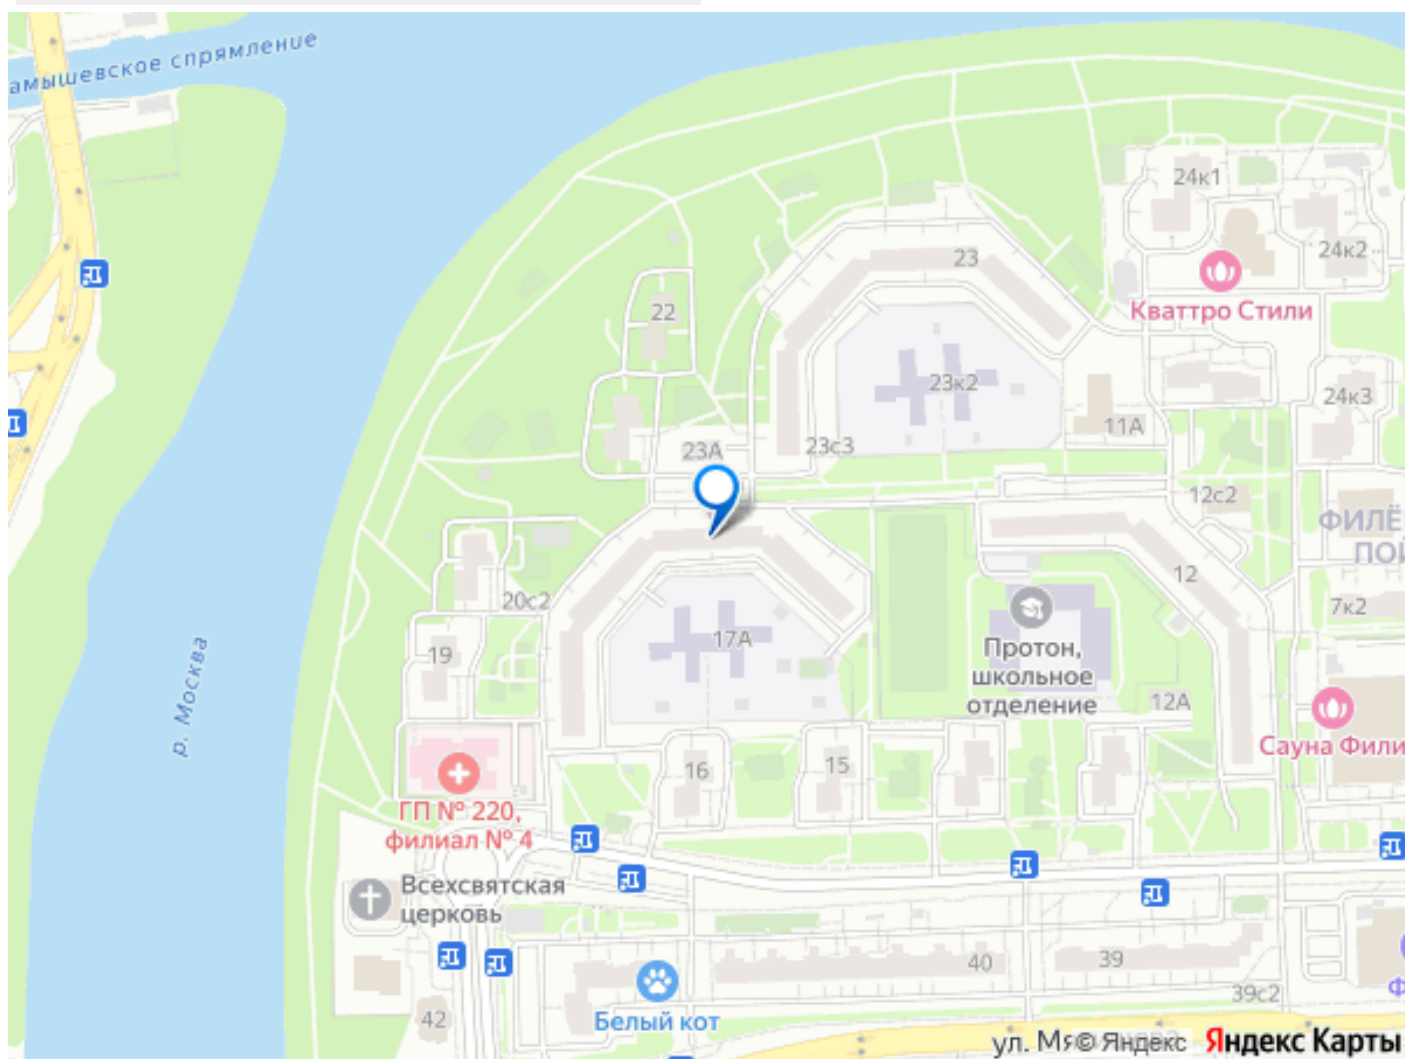 амышевское спрямление
24к1
24к2
23
Кваттро Стили
22
23к2
24к3
11А
23с3
23А
12с2
ФИЛЁ
ПОЙ
12
20с2
7к2
17А
Протон,
школьное
отделение
19
р. Москва
12А
Сауна Фили
16
15
ГП № 220,
филиал № 4
Всехсвятская
церковь
40
39
39с2
Белый кот
42
ул. Мя
© Яндекс
Яндекс Карты